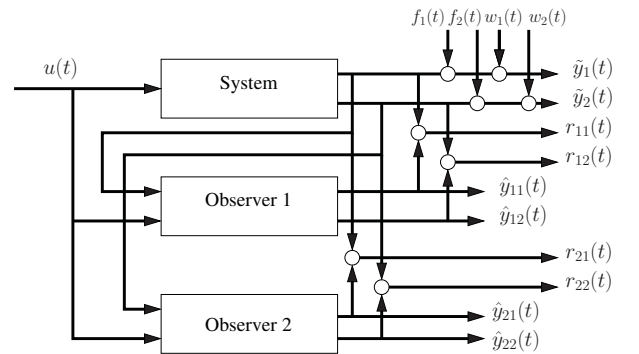 f₁(t) f₂(t) w₁(t) w₂(t)
u(t)
System
ỹ₁(t)
ỹ₂(t)
r₁₁(t)
r₁₂(t)
Observer 1
ŷ₁₁(t)
ŷ₁₂(t)
r₂₁(t)
r₂₂(t)
Observer 2
ŷ₂₁(t)
ŷ₂₂(t)